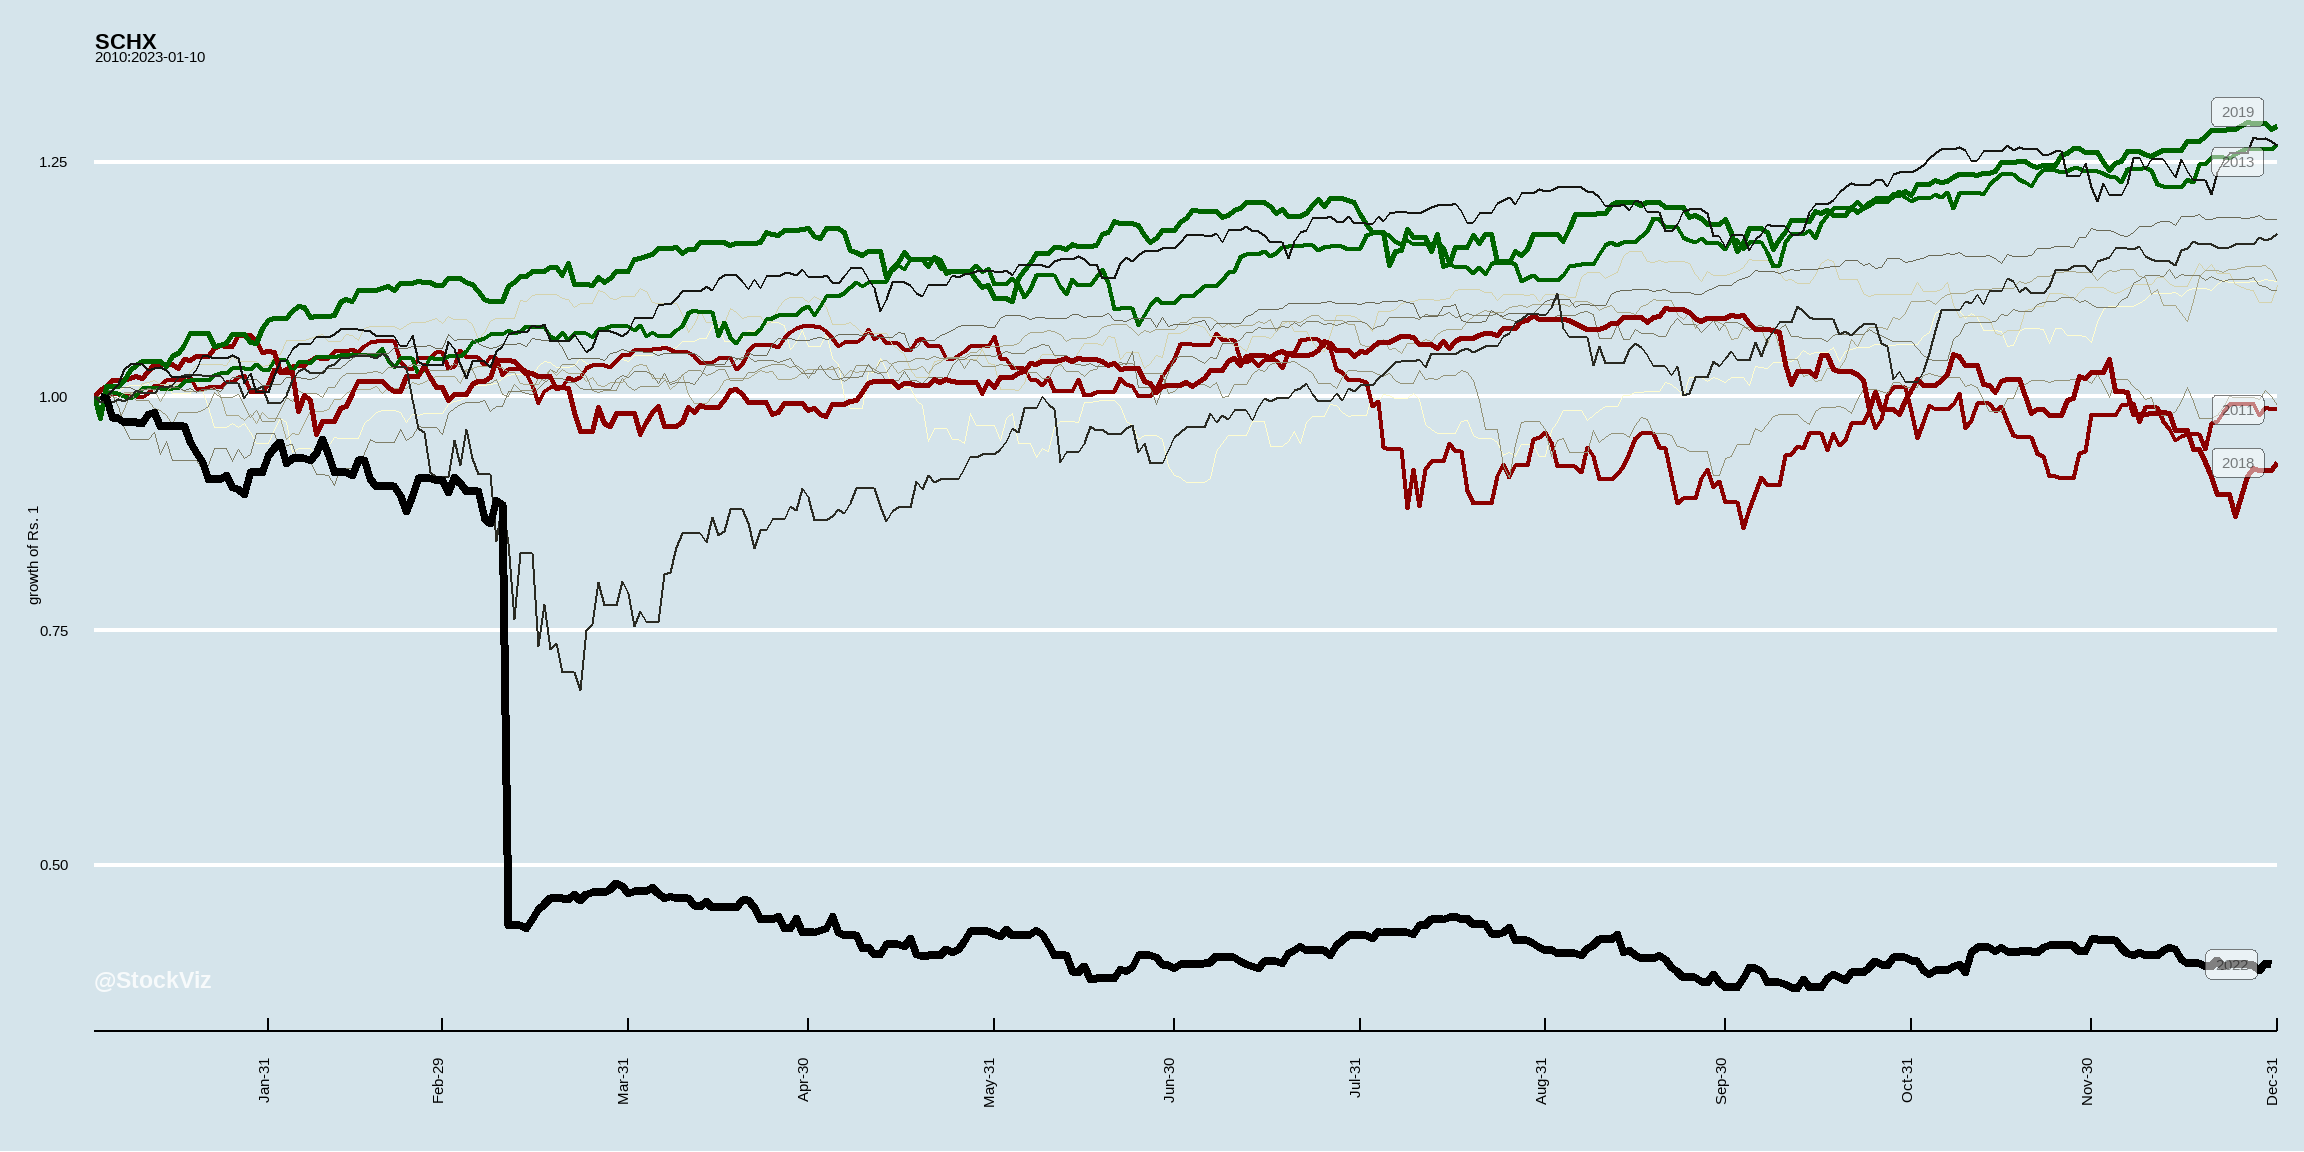 SCHX
2010:2023-01-10
2019
1.25
2013
1.00
2011
2018
growth of Rs. 1
0.75
0.50
2022
@StockViz
Jan-31
Feb-29
Mar-31
Apr-30
May-31
Jun-30
Jul-31
Aug-31
Sep-30
Oct-31
Nov-30
Dec-31